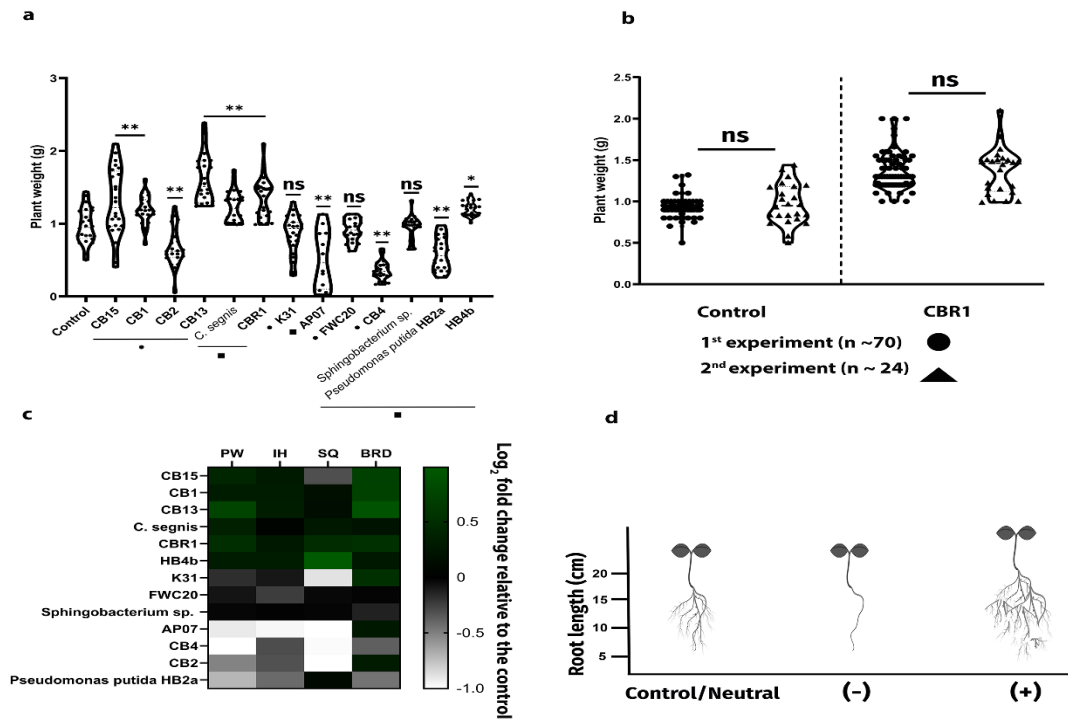 a
Plant weight (g)
3
2
1
0
**
**
**
ns
**
ns
**
ns
**
*
Control
CB15
CB1
CB2
CB13
C. segnis
CBR1
K31
AP07
FWC20
CB4
Sphingobacterium sp.
Pseudomonas putida HB2a
HB4b
b
Plant weight (g)
2.5
2.0
1.5
1.0
0.5
0.0
ns
ns
Control
CBR1
1st experiment (n ~70)
2nd experiment (n ~ 24)
c
PW IH SQ BRD
CB15
CB1
CB13
C. segnis
CBR1
HB4b
K31
FWC20
Sphingobacterium sp.
AP07
CB4
CB2
Pseudomonas putida HB2a
0.5
0
-0.5
-1.0
Log2 fold change relative to the control
d
Root length (cm)
20
15
10
5
Control/Neutral
(-)
(+)